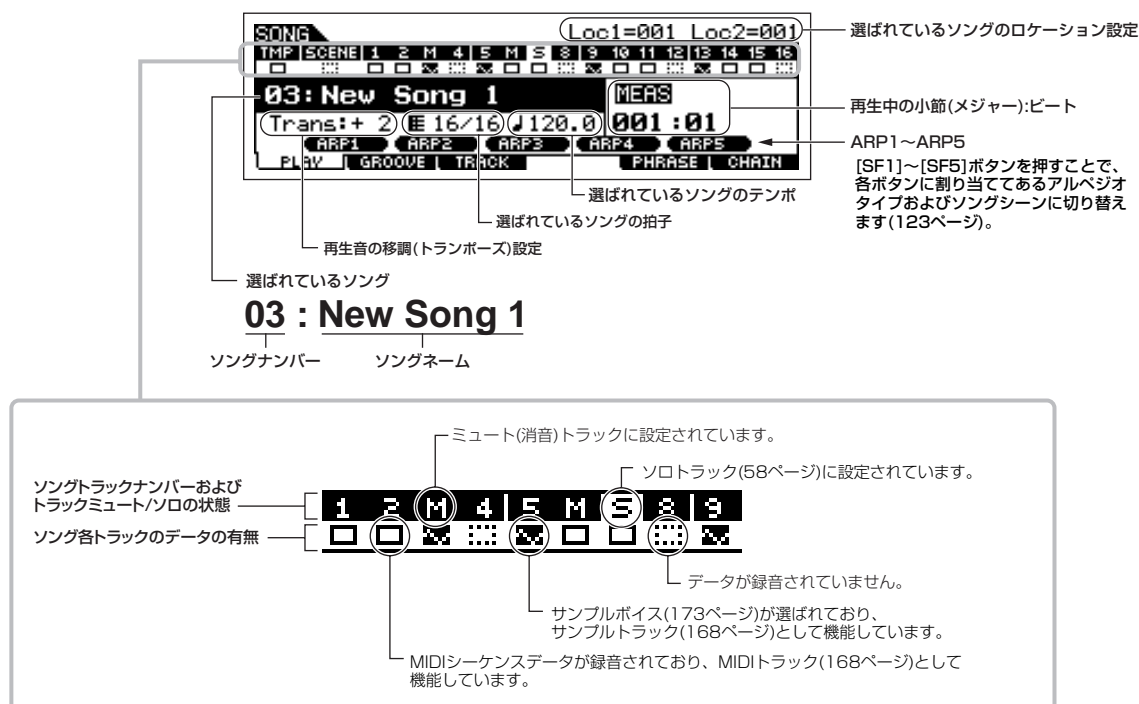 SONG
Loc1=001 Loc2=001
選ばれているソングのロケーション設定
TMP SCENE 1 2 M 4 5 M S 8 9 10 11 12 13 14 15 16
03:New Song 1
MEAS
再生中の小節(メジャー):ビート
Trans:+ 2 16/16 ♩120.0 001:01
ARP1 ARP2 ARP3 ARP4 ARP5
ARP1～ARP5
PLAY GROOVE TRACK PHRASE CHAIN
[SF1]～[SF5]ボタンを押すことで、
各ボタンに割り当ててあるアルペジオ
タイプおよびソングシーンに切り替え
ます(123ページ)。
選ばれているソングのテンポ
選ばれているソングの拍子
再生音の移調(トランポーズ)設定
選ばれているソング
03 : New Song 1
ソングナンバー ソングネーム
ミュート(消音)トラックに設定されています。
ソロトラック(58ページ)に設定されています。
ソングトラックナンバーおよび
トラックミュート/ソロの状態
1 2 M 4 5 M S 8 9
ソング各トラックのデータの有無
データが録音されていません。
サンプルボイス(173ページ)が選ばれており、
サンプルトラック(168ページ)として機能しています。
MIDIシーケンスデータが録音されており、MIDIトラック(168ページ)として
機能しています。